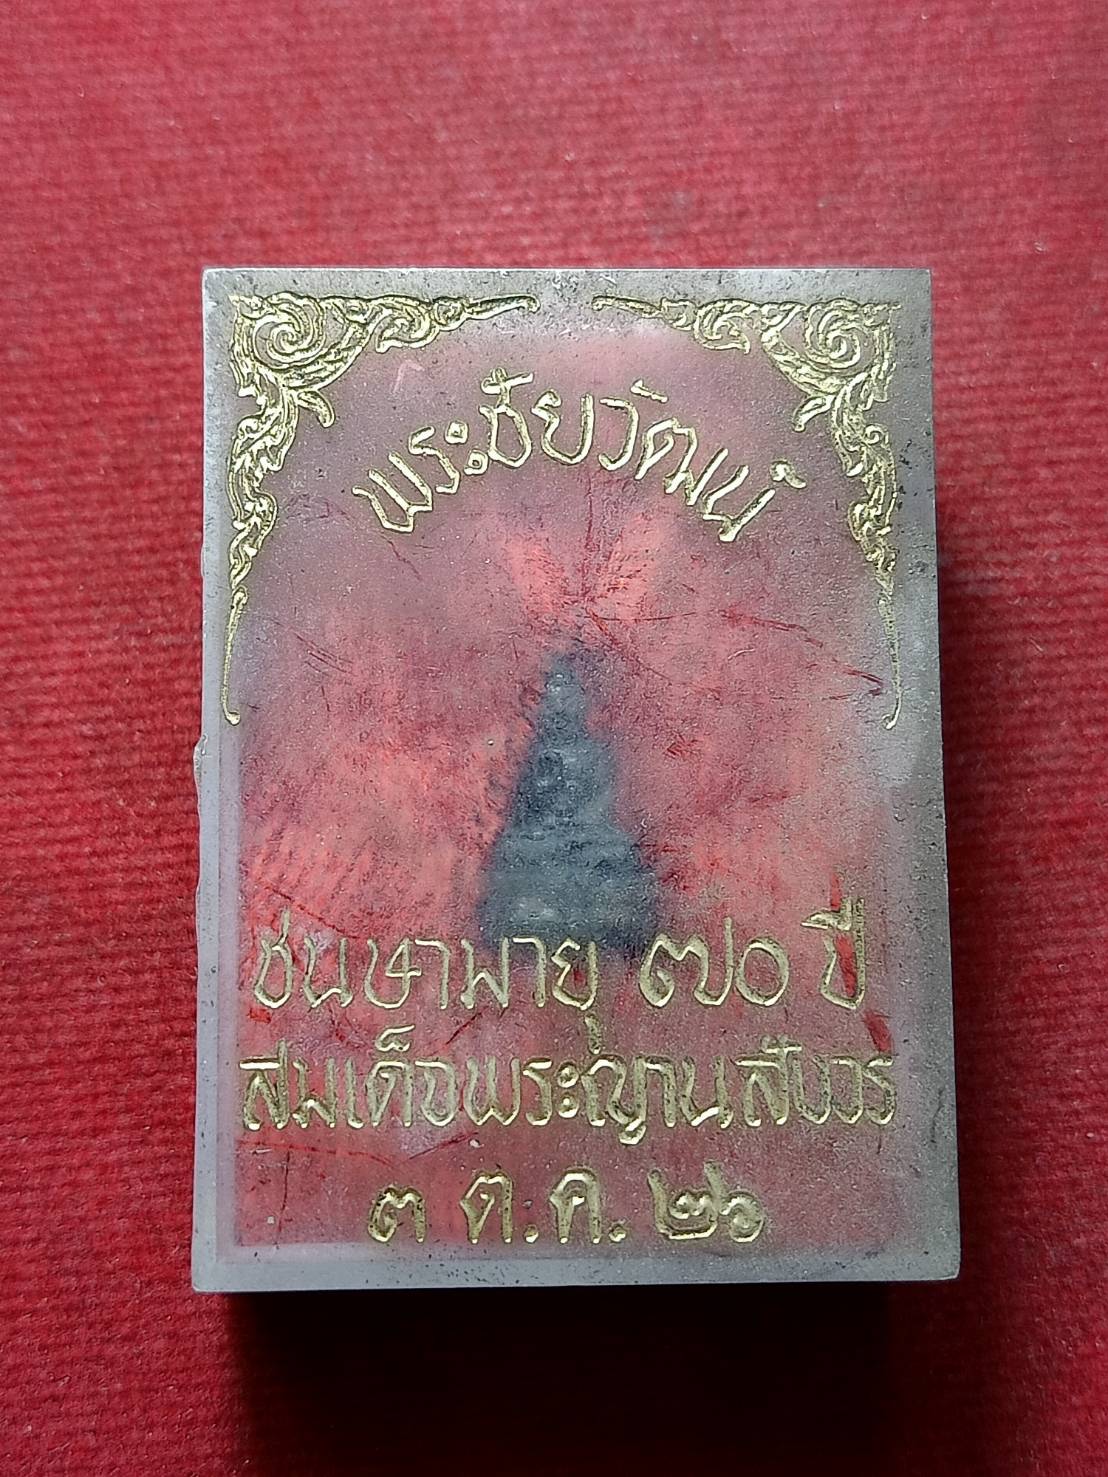 พระชัยวัฒน์
ชนมายุ ๗๐ ปี
สมเด็จพระญาณสังวร
๓ ต.ค. ๒๖